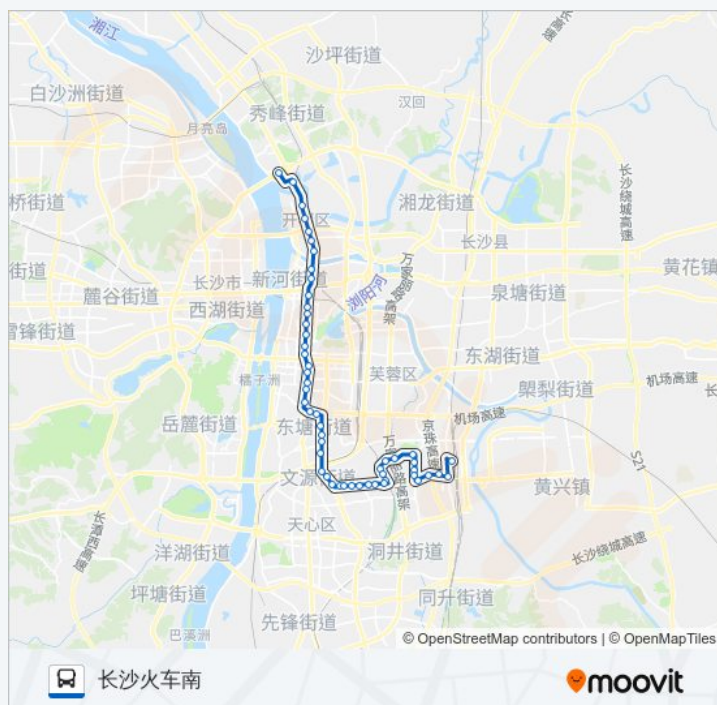 湘江
沙坪街道
白沙洲街道
汉回
秀峰街道
月亮岛
长沙绕城高速
桥街道
湘龙街道
开
区
长沙县
街道
长沙市
新河街道
万家丽
黄花镇
麓谷街道
浏阳河
泉塘街道
西湖街道
高架
雷锋街道
东湖街道
橘子洲
芙蓉区
机场高速
长
㮾梨街道
岳麓街道
机场高速
东塘街道
京珠高速
万
S21
文源街道
黄兴镇
天心区
长潭西高速
洋湖街道
洞井街道
长沙绕城高速
坪塘街道
同升街道
先锋街道
巴溪洲
© OpenStreetMap contributors | © OpenMapTiles
长沙火车南
moovit